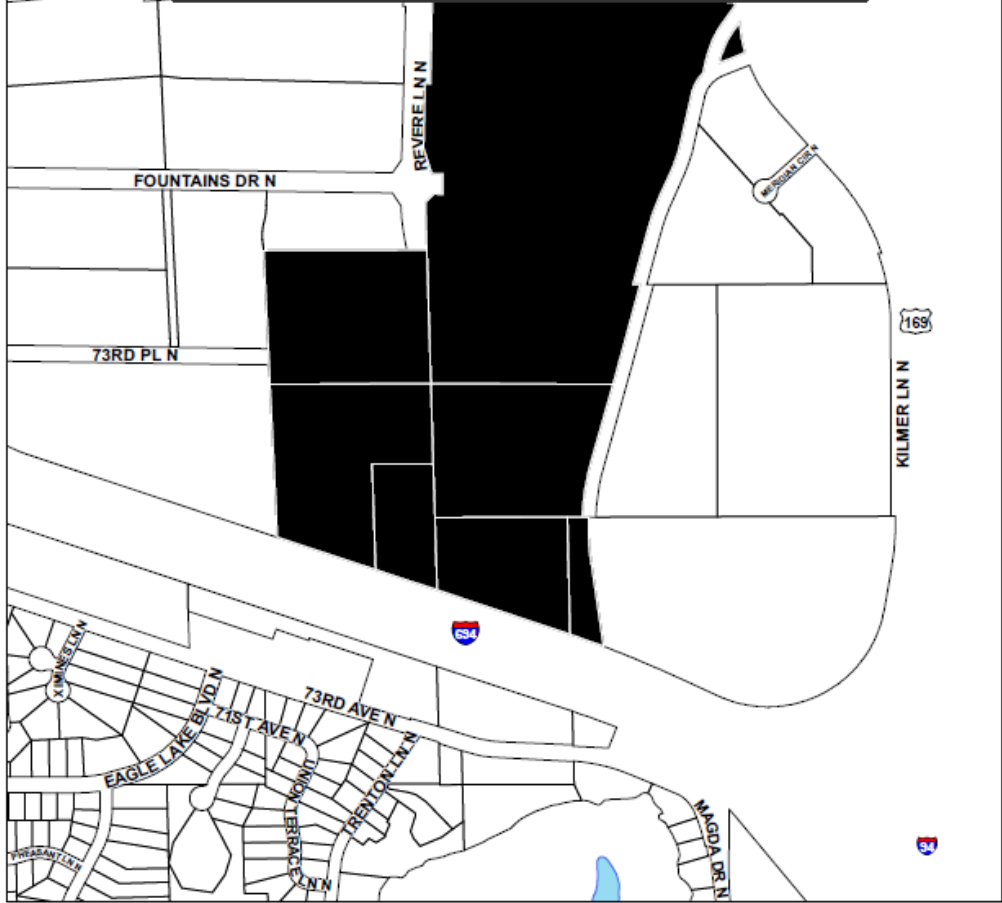 REVERE LN N
FOUNTAINS DR N
MERIDIAN CIR N
169
73RD PL N
KILMER LN N
694
XIMINES LN N
73RD AVE N
71ST AVE N
EAGLE LAKE BLVD N
UNION
TERRACE LN N
TRENTON LN N
MAGDA DR N
94
PHEASANT LN N